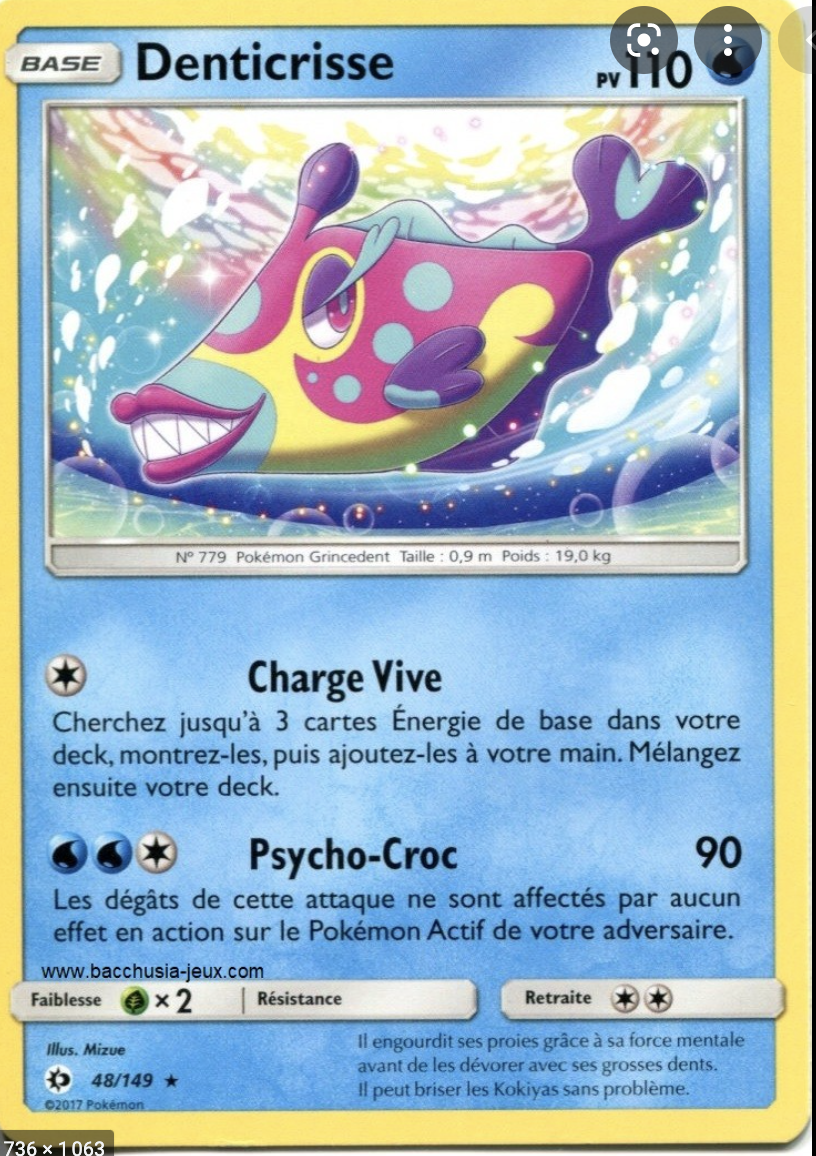 BASE Denticrisse PV 110
Nº 779 Pokémon Grincedent Taille : 0,9 m Poids : 19,0 kg
Charge Vive
Cherchez jusqu'à 3 cartes Énergie de base dans votre
deck, montrez-les, puis ajoutez-les à votre main. Mélangez
ensuite votre deck.
Psycho-Croc 90
Les dégâts de cette attaque ne sont affectés par aucun
effet en action sur le Pokémon Actif de votre adversaire.
www.bacchusia-jeux.com
Faiblesse × 2 Résistance Retraite
Illus. Mizue
48/149 ★
©2017 Pokémon
Il engourdit ses proies grâce à sa force mentale
avant de les dévorer avec ses grosses dents.
Il peut briser les Kokiyas sans problème.
736 × 1 063